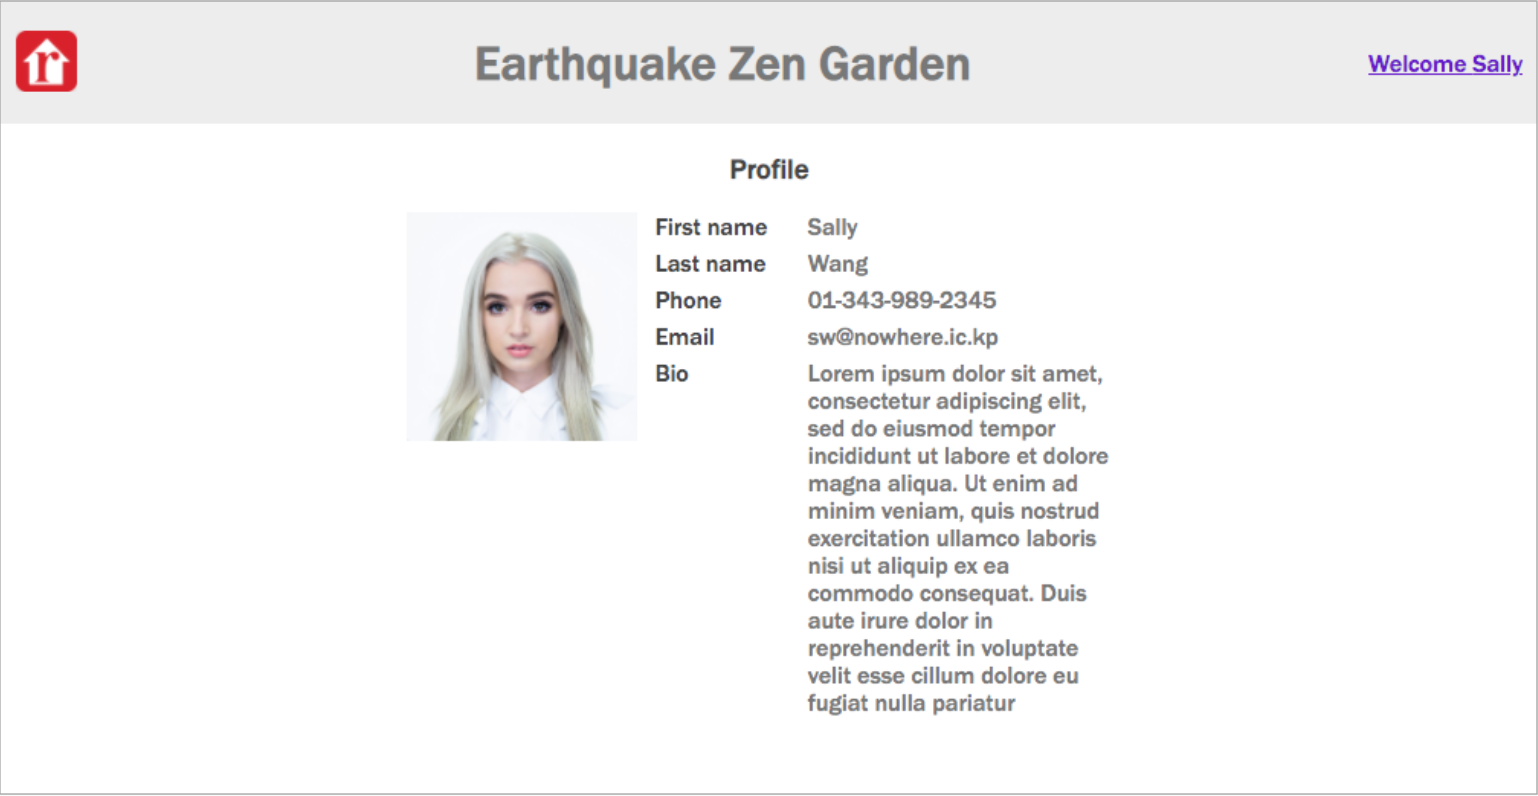 r
Earthquake Zen Garden
Welcome Sally
Profile
First name Sally
Last name Wang
Phone 01-343-989-2345
Email sw@nowhere.ic.kp
Bio Lorem ipsum dolor sit amet,
consectetur adipiscing elit,
sed do eiusmod tempor
incididunt ut labore et dolore
magna aliqua. Ut enim ad
minim veniam, quis nostrud
exercitation ullamco laboris
nisi ut aliquip ex ea
commodo consequat. Duis
aute irure dolor in
reprehenderit in voluptate
velit esse cillum dolore eu
fugiat nulla pariatur